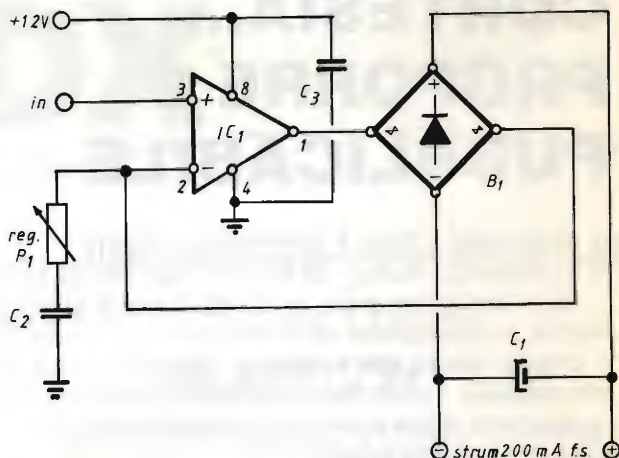 +12V
C3
in
3
+
8
IC1
1
-
2
4
+
-
B1
reg.
P1
C2
C1
- strum 200 mA f.s. +